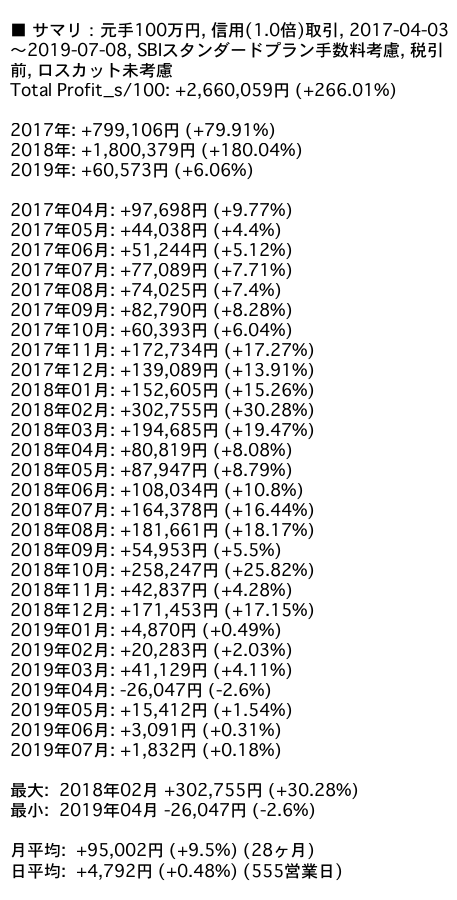 ■ サマリ：元手100万円, 信用(1.0倍)取引, 2017-04-03
～2019-07-08, SBIスタンダードプラン手数料考慮, 税引
前, ロスカット未考慮
Total Profit_s/100: +2,660,059円 (+266.01%)
2017年: +799,106円 (+79.91%)
2018年: +1,800,379円 (+180.04%)
2019年: +60,573円 (+6.06%)
2017年04月: +97,698円 (+9.77%)
2017年05月: +44,038円 (+4.4%)
2017年06月: +51,244円 (+5.12%)
2017年07月: +77,089円 (+7.71%)
2017年08月: +74,025円 (+7.4%)
2017年09月: +82,790円 (+8.28%)
2017年10月: +60,393円 (+6.04%)
2017年11月: +172,734円 (+17.27%)
2017年12月: +139,089円 (+13.91%)
2018年01月: +152,605円 (+15.26%)
2018年02月: +302,755円 (+30.28%)
2018年03月: +194,685円 (+19.47%)
2018年04月: +80,819円 (+8.08%)
2018年05月: +87,947円 (+8.79%)
2018年06月: +108,034円 (+10.8%)
2018年07月: +164,378円 (+16.44%)
2018年08月: +181,661円 (+18.17%)
2018年09月: +54,953円 (+5.5%)
2018年10月: +258,247円 (+25.82%)
2018年11月: +42,837円 (+4.28%)
2018年12月: +171,453円 (+17.15%)
2019年01月: +4,870円 (+0.49%)
2019年02月: +20,283円 (+2.03%)
2019年03月: +41,129円 (+4.11%)
2019年04月: -26,047円 (-2.6%)
2019年05月: +15,412円 (+1.54%)
2019年06月: +3,091円 (+0.31%)
2019年07月: +1,832円 (+0.18%)
最大: 2018年02月 +302,755円 (+30.28%)
最小: 2019年04月 -26,047円 (-2.6%)
月平均: +95,002円 (+9.5%) (28ヶ月)
日平均: +4,792円 (+0.48%) (555営業日)